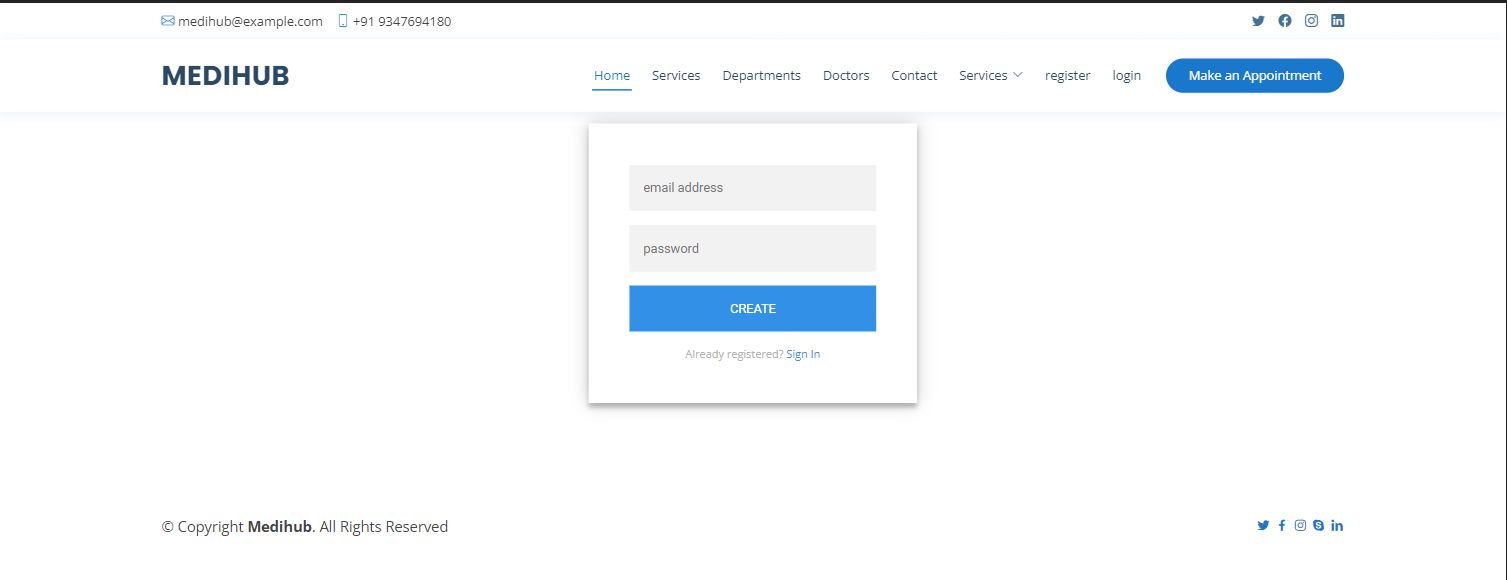 medihub@example.com +91 9347694180
MEDIHUB Home Services Departments Doctors Contact Services register login Make an Appointment
email address
password
CREATE
Already registered? Sign In
© Copyright Medihub. All Rights Reserved